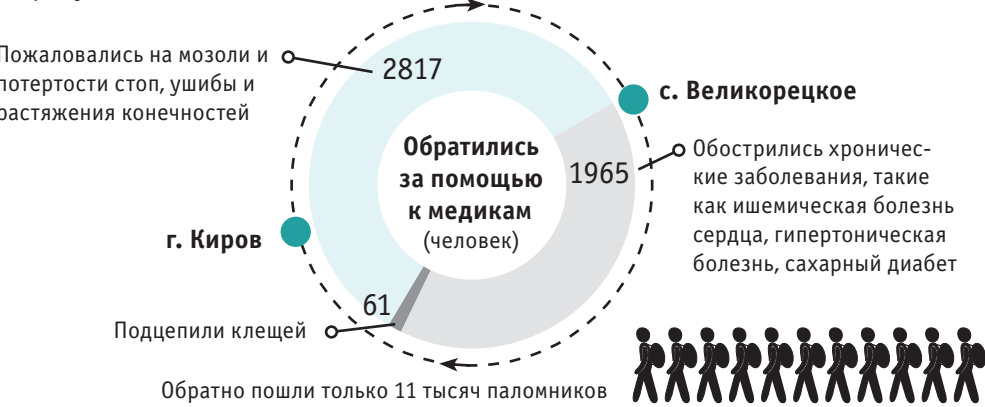 Пожаловались на мозоли и
потертости стоп, ушибы и
растяжения конечностей
2817
с. Великорецкое
Обратились
за помощью
к медикам
(человек)
1965
Обострились хроничес-
кие заболевания, такие
как ишемическая болезнь
сердца, гипертоническая
болезнь, сахарный диабет
г. Киров
61
Подцепили клещей
Обратно пошли только 11 тысяч паломников